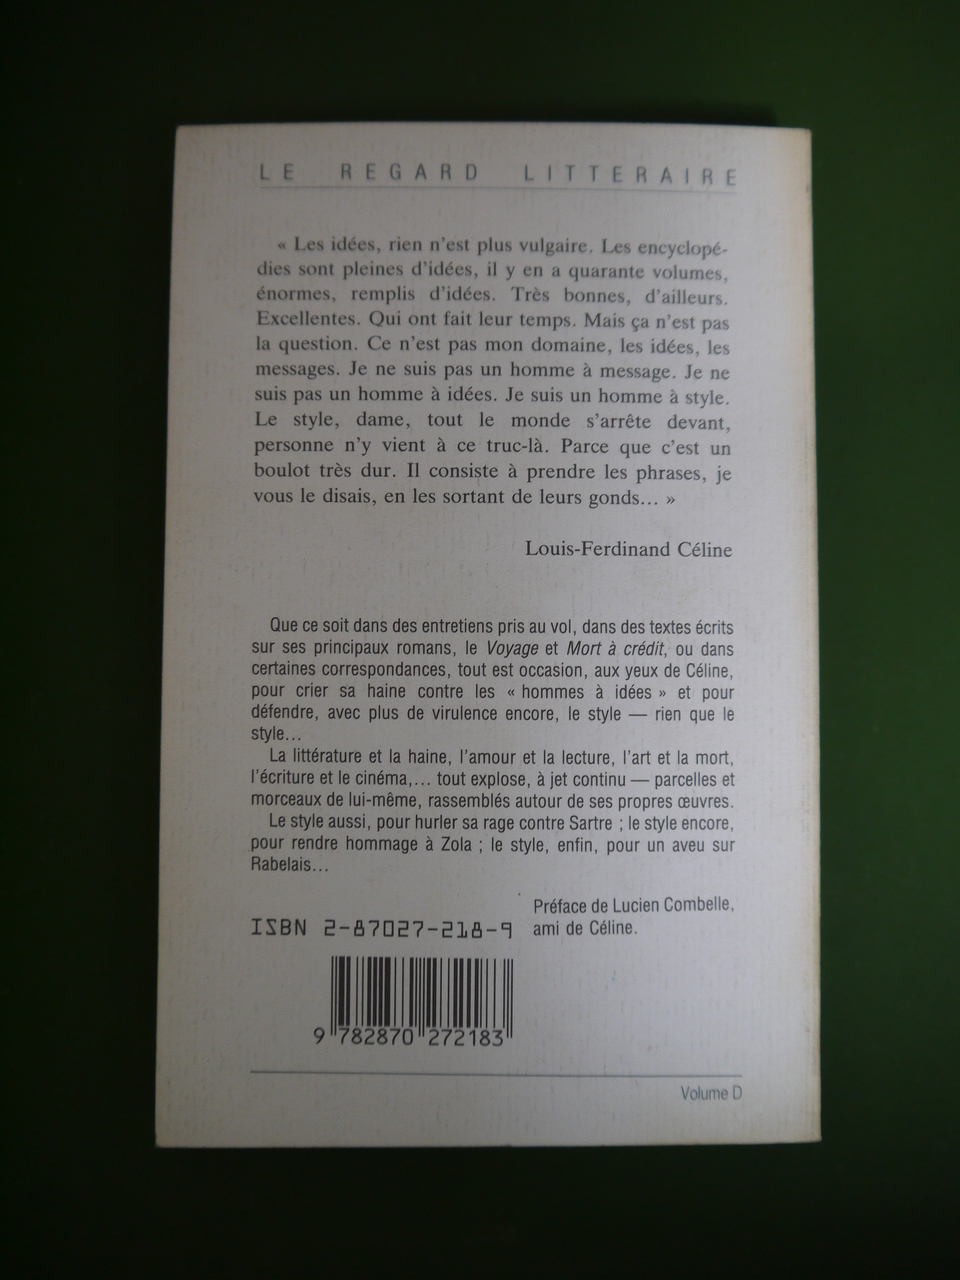 LE REGARD LITTERAIRE
« Les idées, rien n'est plus vulgaire. Les encyclopé-
dies sont pleines d'idées, il y en a quarante volumes,
énormes, remplis d'idées. Très bonnes, d'ailleurs.
Excellentes. Qui ont fait leur temps. Mais ça n'est pas
la question. Ce n'est pas mon domaine, les idées, les
messages. Je ne suis pas un homme à message. Je ne
suis pas un homme à idées. Je suis un homme à style.
Le style, dame, tout le monde s'arrête devant,
personne n'y vient à ce truc-là. Parce que c'est un
boulot très dur. Il consiste à prendre les phrases, je
vous le disais, en les sortant de leurs gonds... »
Louis-Ferdinand Céline
Que ce soit dans des entretiens pris au vol, dans des textes écrits
sur ses principaux romans, le Voyage et Mort à crédit, ou dans
certaines correspondances, tout est occasion, aux yeux de Céline,
pour crier sa haine contre les « hommes à idées » et pour
défendre, avec plus de virulence encore, le style — rien que le
style...
La littérature et la haine, l'amour et la lecture, l'art et la mort,
l'écriture et le cinéma,... tout explose, à jet continu — parcelles et
morceaux de lui-même, rassemblés autour de ses propres œuvres.
Le style aussi, pour hurler sa rage contre Sartre ; le style encore,
pour rendre hommage à Zola ; le style, enfin, pour un aveu sur
Rabelais...
Préface de Lucien Combelle,
ami de Céline.
ISBN 2-87027-218-9
9 782870 272183
Volume D